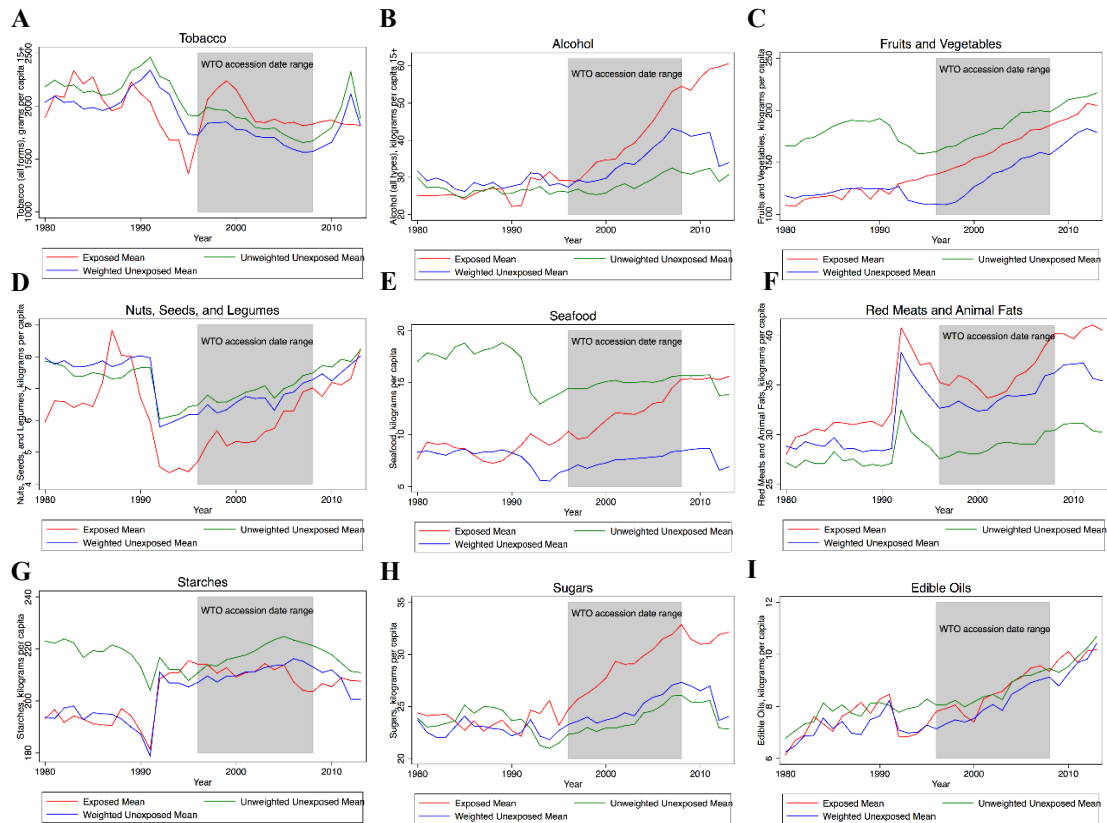 A
Tobacco
Tobacco (all forms), grams per capita 15+
1000 1500 2000 2500
WTO accession date range
1980 1990 2000 2010
Year
Exposed Mean
Unweighted Unexposed Mean
Weighted Unexposed Mean
B
Alcohol
Alcohol (all types), kilograms per capita 15+
20 30 40 50 60
WTO accession date range
1980 1990 2000 2010
Year
Exposed Mean
Unweighted Unexposed Mean
Weighted Unexposed Mean
C
Fruits and Vegetables
Fruits and Vegetables, kilograms per capita
100 150 200 250
WTO accession date range
1980 1990 2000 2010
Year
Exposed Mean
Unweighted Unexposed Mean
Weighted Unexposed Mean
D
Nuts, Seeds, and Legumes
Nuts, Seeds, and Legumes, kilograms per capita
4 5 6 7 8 9
WTO accession date range
1980 1990 2000 2010
Year
Exposed Mean
Unweighted Unexposed Mean
Weighted Unexposed Mean
E
Seafood
Seafood, kilograms per capita
5 10 15 20
WTO accession date range
1980 1990 2000 2010
Year
Exposed Mean
Unweighted Unexposed Mean
Weighted Unexposed Mean
F
Red Meats and Animal Fats
Red Meats and Animal Fats, kilograms per capita
25 30 35 40
WTO accession date range
1980 1990 2000 2010
Year
Exposed Mean
Unweighted Unexposed Mean
Weighted Unexposed Mean
G
Starches
Starches, kilograms per capita
180 200 220 240
WTO accession date range
1980 1990 2000 2010
Year
Exposed Mean
Unweighted Unexposed Mean
Weighted Unexposed Mean
H
Sugars
Sugars, kilograms per capita
20 25 30 35
WTO accession date range
1980 1990 2000 2010
Year
Exposed Mean
Unweighted Unexposed Mean
Weighted Unexposed Mean
I
Edible Oils
Edible Oils, kilograms per capita
6 8 10 12
WTO accession date range
1980 1990 2000 2010
Year
Exposed Mean
Unweighted Unexposed Mean
Weighted Unexposed Mean